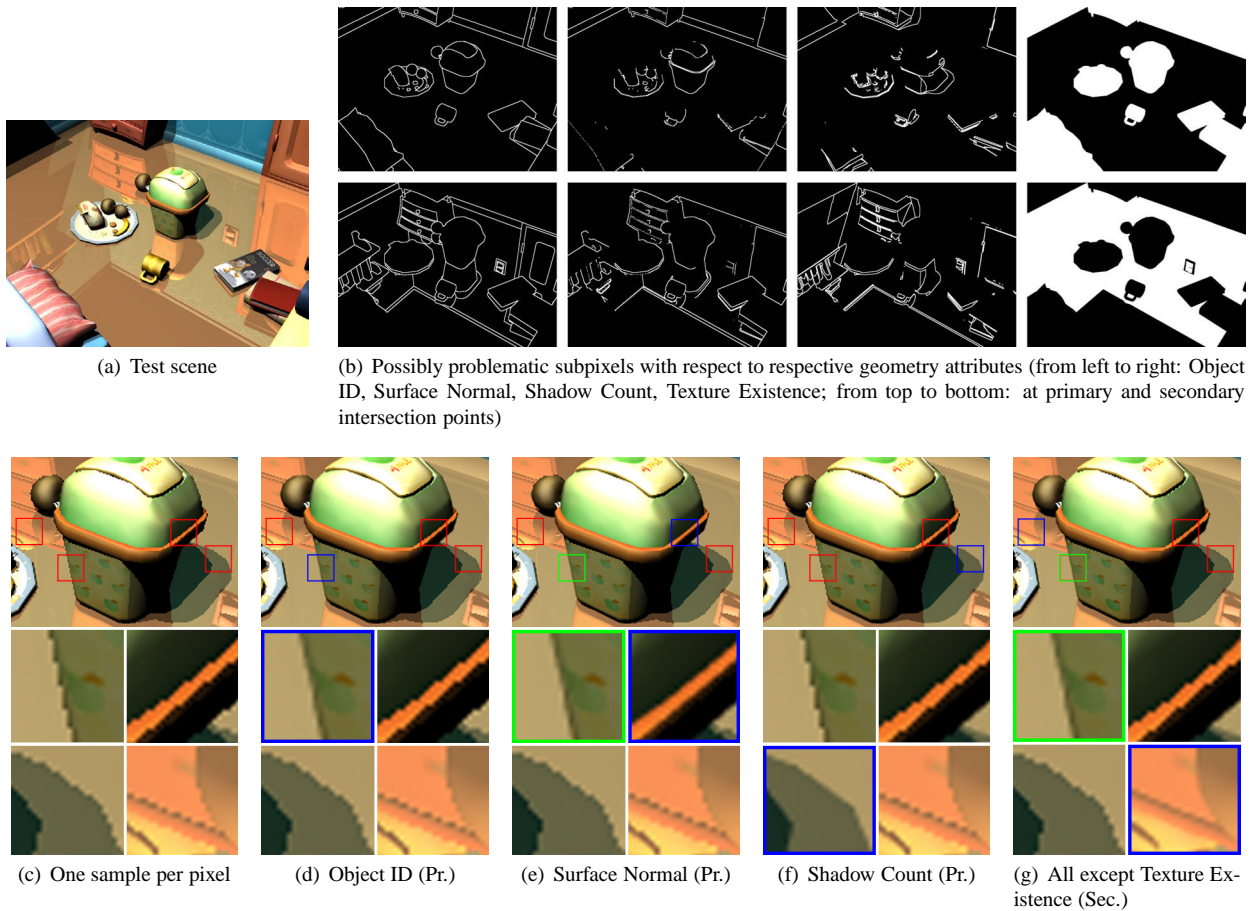 (a) Test scene
(b) Possibly problematic subpixels with respect to respective geometry attributes (from left to right: Object
ID, Surface Normal, Shadow Count, Texture Existence; from top to bottom: at primary and secondary
intersection points)
(c) One sample per pixel
(d) Object ID (Pr.)
(e) Surface Normal (Pr.)
(f) Shadow Count (Pr.)
(g) All except Texture Ex-
istence (Sec.)